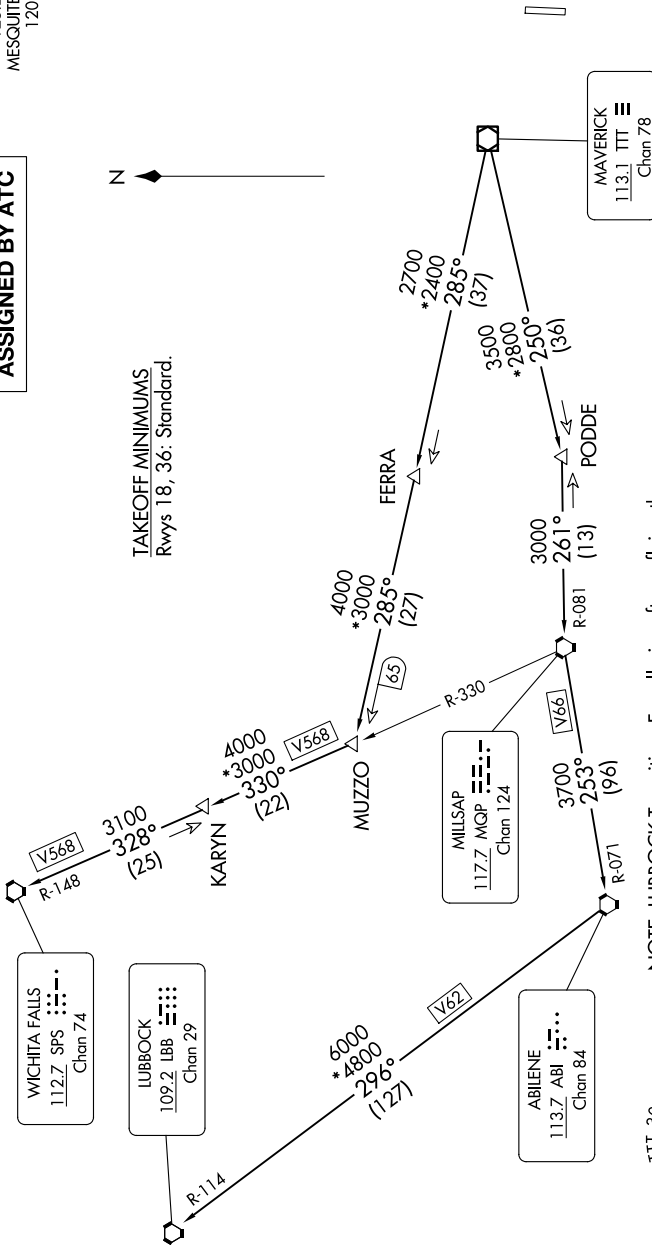 MESQUITE
120
ASSIGNED BY ATC
N
TAKEOFF MINIMUMS
Rwys 18, 36: Standard.
WICHITA FALLS
112.7 SPS
Chan 74
R-148
V568
3100
328°
(25)
KARYN
4000
*3000
330°
(22)
V568
MUZZO
65
4000
*3000
285°
(27)
FERRA
2700
*2400
285°
(37)
MAVERICK
113.1 TTT
Chan 78
3500
*2800
250°
(36)
PODDE
3000
261°
(13)
R-081
R-330
MILLSAP
117.7 MQP
Chan 124
V66
3700
253°
(96)
R-071
ABILENE
113.7 ABI
Chan 84
V62
6000
*4800
296°
(127)
R-114
LUBBOCK
109.2 LBB
Chan 29